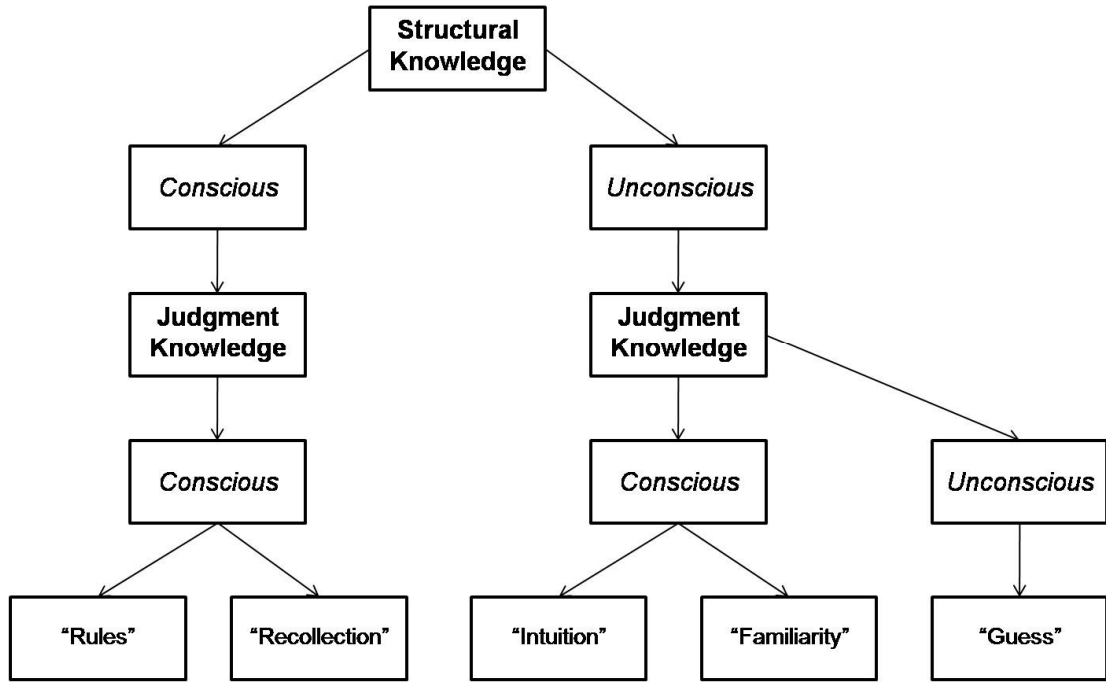 Structural
Knowledge
Conscious
Unconscious
Judgment
Knowledge
Judgment
Knowledge
Conscious
Conscious
Unconscious
“Rules”
“Recollection”
“Intuition”
“Familiarity”
“Guess”